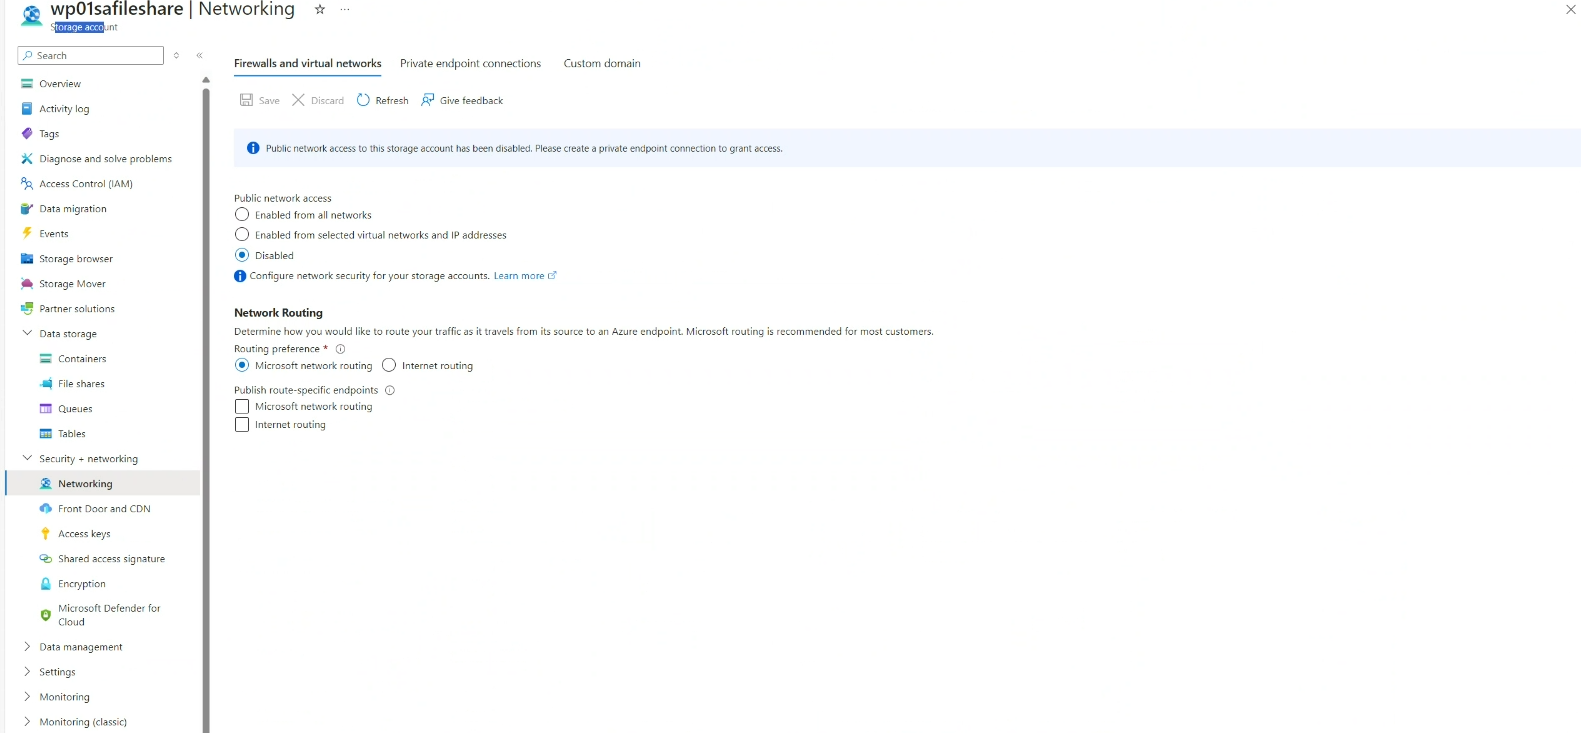 wp01safileshare | Networking
Storage account
Search
Overview
Activity log
Tags
Diagnose and solve problems
Access Control (IAM)
Data migration
Events
Storage browser
Storage Mover
Partner solutions
Data storage
Containers
File shares
Queues
Tables
Security + networking
Networking
Front Door and CDN
Access keys
Shared access signature
Encryption
Microsoft Defender for
Cloud
Data management
Settings
Monitoring
Monitoring (classic)
Firewalls and virtual networks Private endpoint connections Custom domain
Save Discard Refresh Give feedback
Public network access to this storage account has been disabled. Please create a private endpoint connection to grant access.
Public network access
Enabled from all networks
Enabled from selected virtual networks and IP addresses
Disabled
Configure network security for your storage accounts. Learn more
Network Routing
Determine how you would like to route your traffic as it travels from its source to an Azure endpoint. Microsoft routing is recommended for most customers.
Routing preference *
Microsoft network routing Internet routing
Publish route-specific endpoints
Microsoft network routing
Internet routing